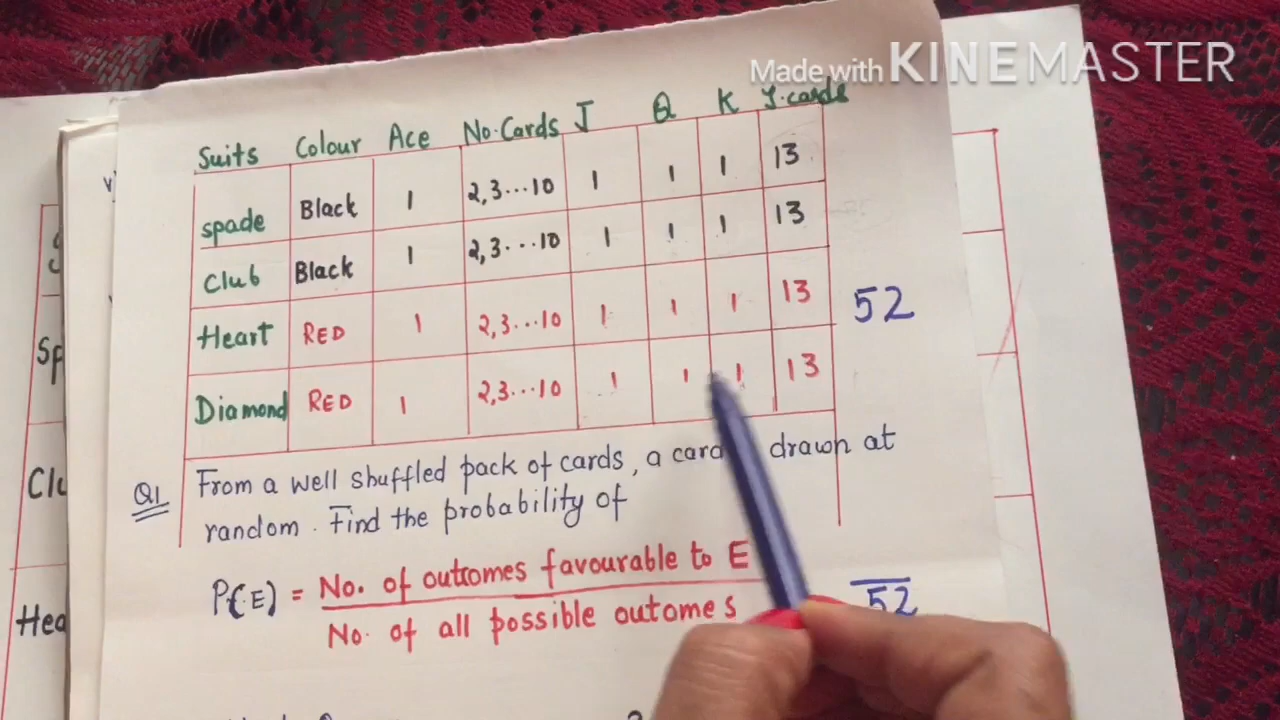 Made with KINEMASTER
Suits Colour Ace No. Cards J Q K T. cards
Spade Black 1 2,3...10 1 1 1 13
Club Black 1 2,3...10 1 1 1 13
Heart RED 1 2,3...10 1 1 1 13
52
Diamond RED 1 2,3...10 1 1 1 13
Q1 From a well shuffled pack of cards, a card drawn at
random. Find the probability of
P(E) = No. of outcomes favourable to E
No. of all possible outomes
52
Sp
Clu
Hea